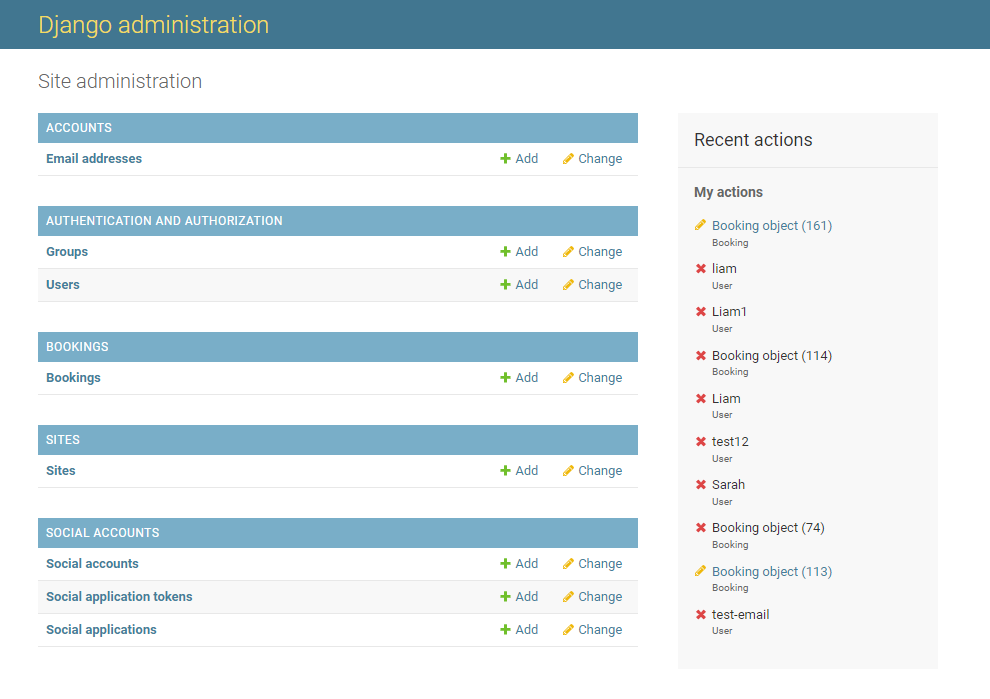 Django administration
Site administration
ACCOUNTS
Email addresses Add Change
AUTHENTICATION AND AUTHORIZATION
Groups Add Change
Users Add Change
BOOKINGS
Bookings Add Change
SITES
Sites Add Change
SOCIAL ACCOUNTS
Social accounts Add Change
Social application tokens Add Change
Social applications Add Change
Recent actions
My actions
Booking object (161)
Booking
liam
User
Liam1
User
Booking object (114)
Booking
Liam
User
test12
User
Sarah
User
Booking object (74)
Booking
Booking object (113)
Booking
test-email
User